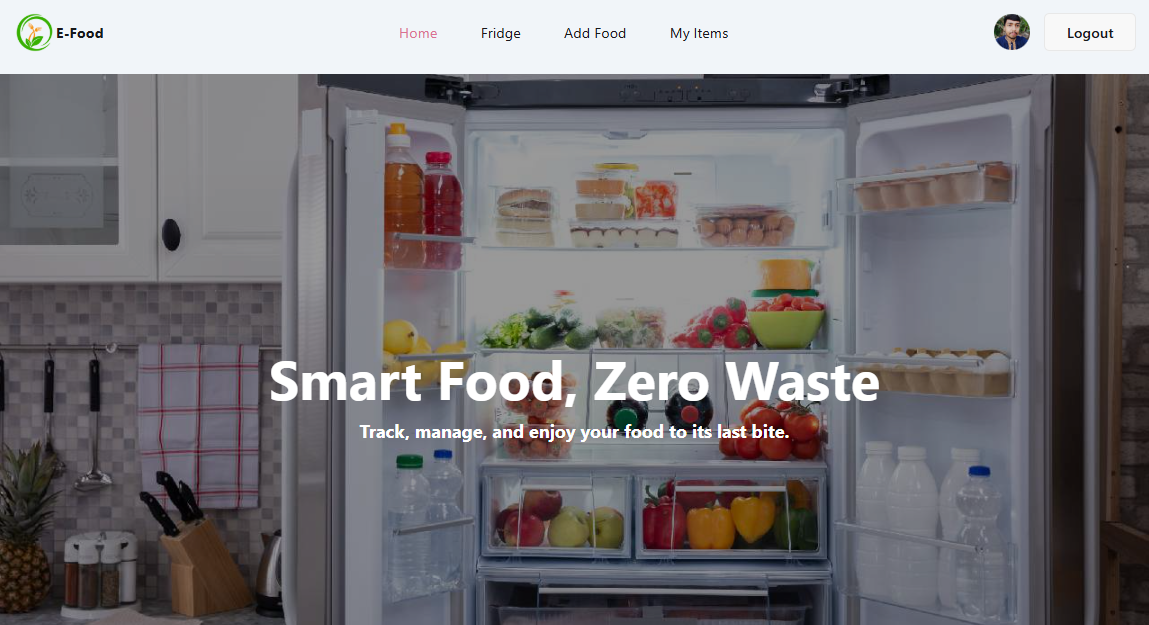 E-Food
Home
Fridge
Add Food
My Items
Logout
Smart Food, Zero Waste
Track, manage, and enjoy your food to its last bite.